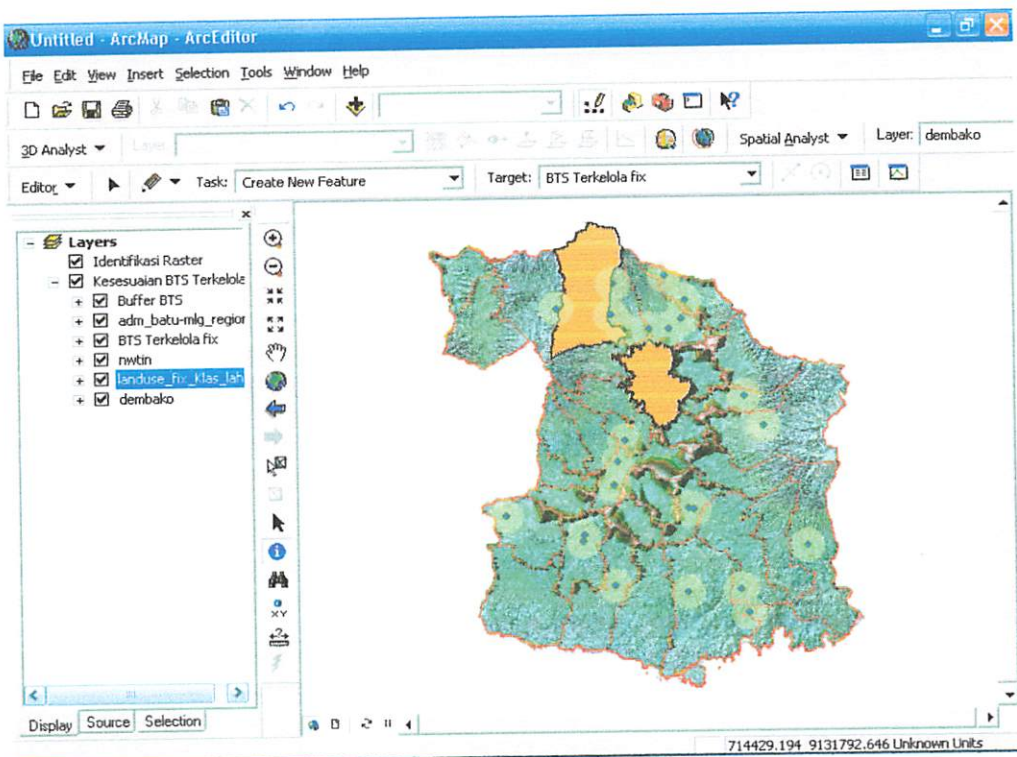 Untitled - ArcMap - ArcEditor
File Edit View Insert Selection Tools Window Help
3D Analyst Layer: Spatial Analyst Layer: dembako
Editor Task: Create New Feature Target: BTS Terkelola fix
Layers
Identifikasi Raster
Kesesuaian BTS Terkelola
Buffer BTS
adm_batu-mlg_region
BTS Terkelola fix
nwtin
landuse_fix_Klas_lah
dembako
XY
Display Source Selection
714429.194 9131792.646 Unknown Units